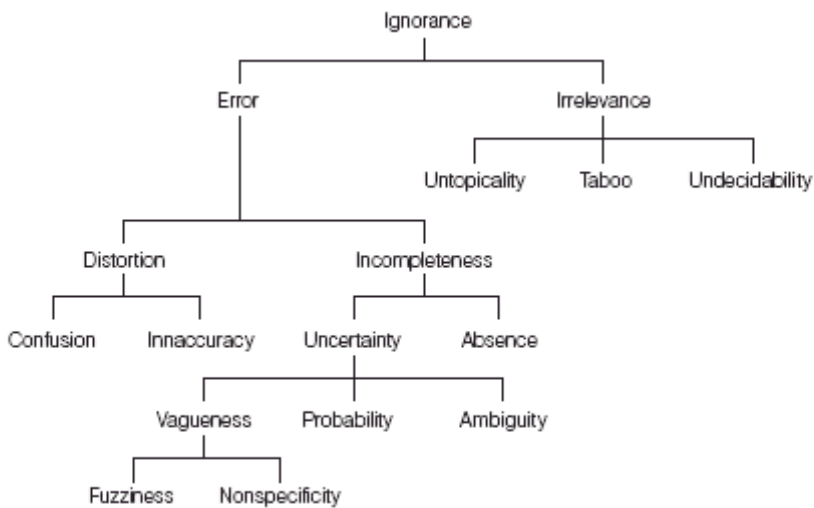 Ignorance
Error Irrelevance
Untopicality Taboo Undecidability
Distortion Incompleteness
Confusion Innaccuracy Uncertainty Absence
Vagueness Probability Ambiguity
Fuzziness Nonspecificity